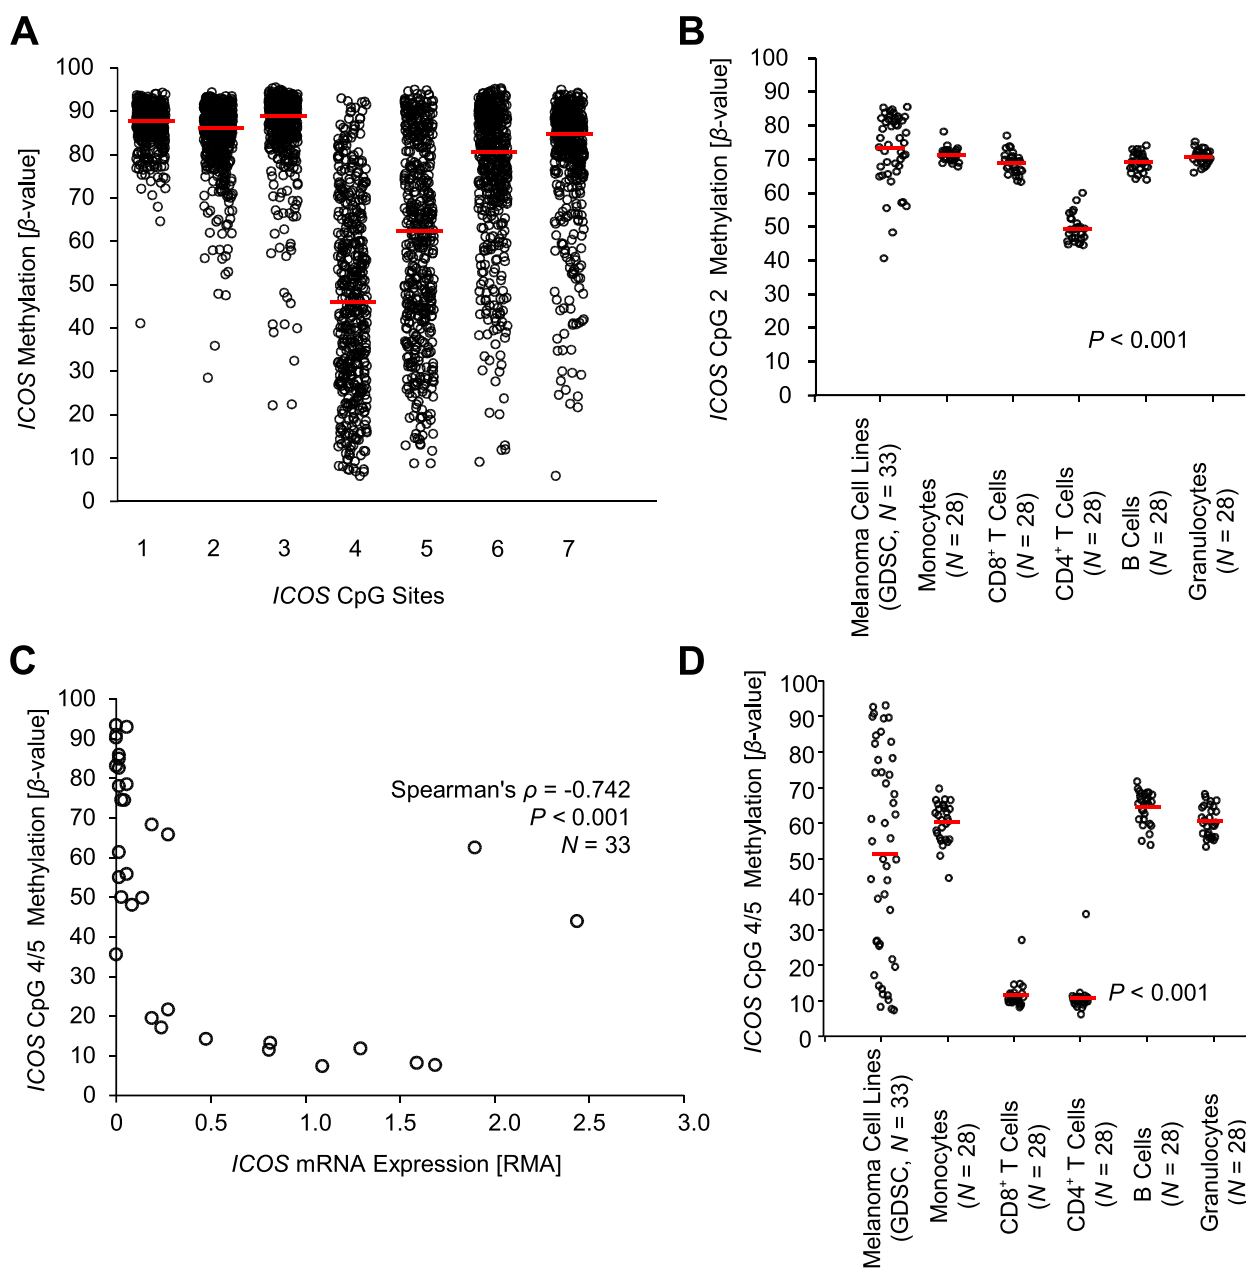 A
100
90
80
70
60
50
40
30
20
10
0
ICOS Methylation [β-value]
1 2 3 4 5 6 7
ICOS CpG Sites
B
100
90
80
70
60
50
40
30
20
10
0
ICOS CpG 2 Methylation [β-value]
P < 0.001
Melanoma Cell Lines
(GDSC, N = 33)
Monocytes
(N = 28)
CD8+ T Cells
(N = 28)
CD4+ T Cells
(N = 28)
B Cells
(N = 28)
Granulocytes
(N = 28)
C
100
90
80
70
60
50
40
30
20
10
0
ICOS CpG 4/5 Methylation [β-value]
Spearman's ρ = -0.742
P < 0.001
N = 33
0 0.5 1.0 1.5 2.0 2.5 3.0
ICOS mRNA Expression [RMA]
D
100
90
80
70
60
50
40
30
20
10
0
ICOS CpG 4/5 Methylation [β-value]
P < 0.001
Melanoma Cell Lines
(GDSC, N = 33)
Monocytes
(N = 28)
CD8+ T Cells
(N = 28)
CD4+ T Cells
(N = 28)
B Cells
(N = 28)
Granulocytes
(N = 28)